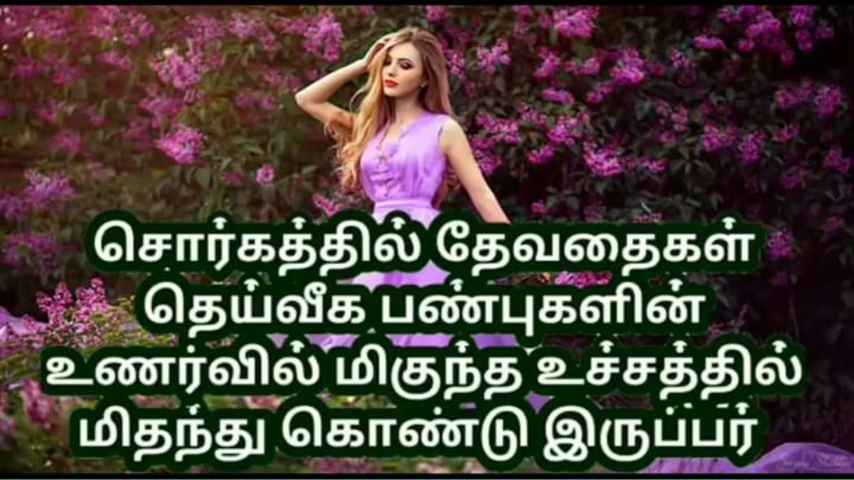 சொர்கத்தில் தேவதைகள்
தெய்வீக பண்புகளின்
உணர்வில் மிகுந்த உச்சத்தில்
மிதந்து கொண்டு இருப்பர்